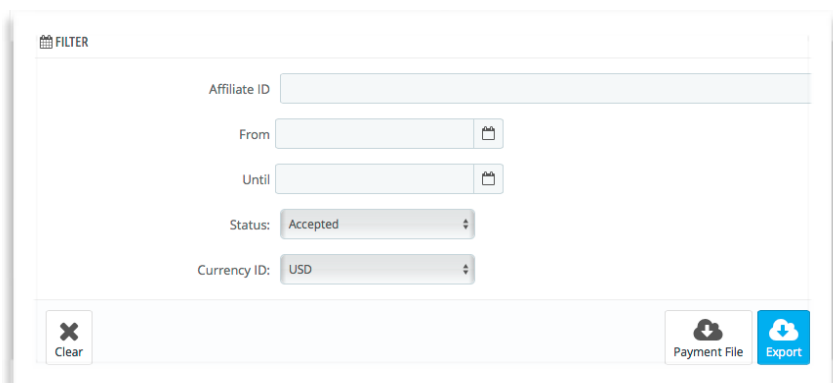 FILTER
Affiliate ID
From
Until
Status: Accepted
Currency ID: USD
Clear Payment File Export